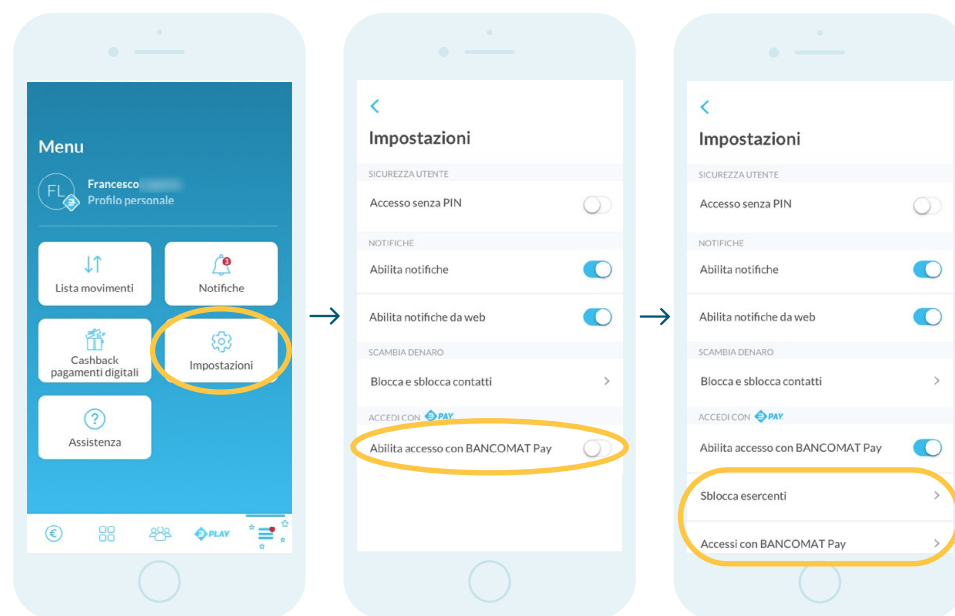 Menu
FL
Francesco
Profilo personale
Lista movimenti
3
Notifiche
Cashback
pagamenti digitali
Impostazioni
?
Assistenza
€
PLAY
Impostazioni
SICUREZZA UTENTE
Accesso senza PIN
NOTIFICHE
Abilita notifiche
Abilita notifiche da web
SCAMBIA DENARO
Blocca e sblocca contatti
ACCEDI CON PAY
Abilita accesso con BANCOMAT Pay
Impostazioni
SICUREZZA UTENTE
Accesso senza PIN
NOTIFICHE
Abilita notifiche
Abilita notifiche da web
SCAMBIA DENARO
Blocca e sblocca contatti
ACCEDI CON PAY
Abilita accesso con BANCOMAT Pay
Sblocca esercenti
Accessi con BANCOMAT Pay